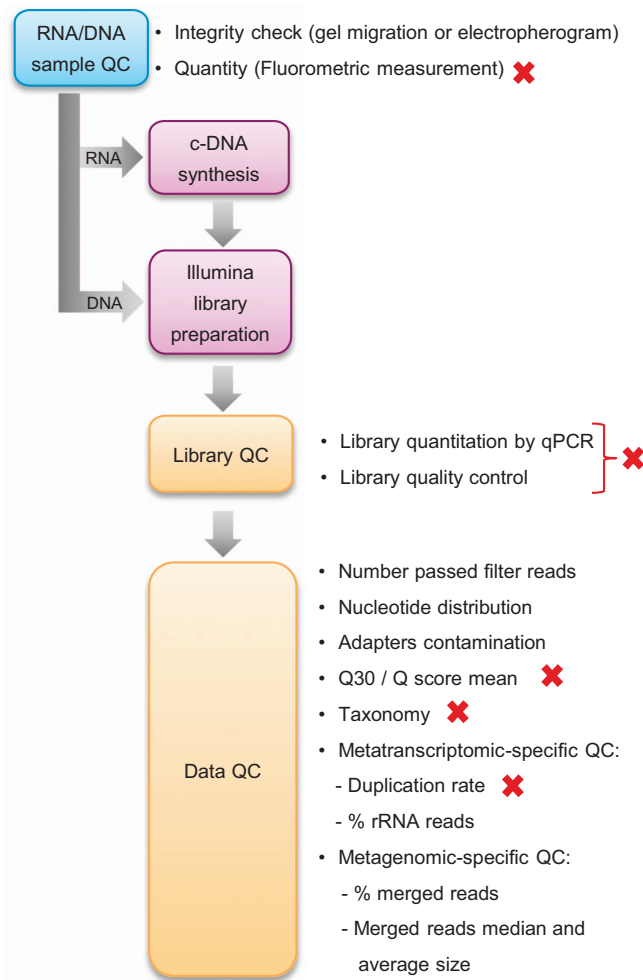 RNA/DNA
sample QC
• Integrity check (gel migration or electropherogram)
• Quantity (Fluorometric measurement)
RNA
c-DNA
synthesis
DNA
Illumina
library
preparation
Library QC
• Library quantitation by qPCR
• Library quality control
Data QC
• Number passed filter reads
• Nucleotide distribution
• Adapters contamination
• Q30 / Q score mean
• Taxonomy
• Metatranscriptomic-specific QC:
- Duplication rate
- % rRNA reads
• Metagenomic-specific QC:
- % merged reads
- Merged reads median and
average size